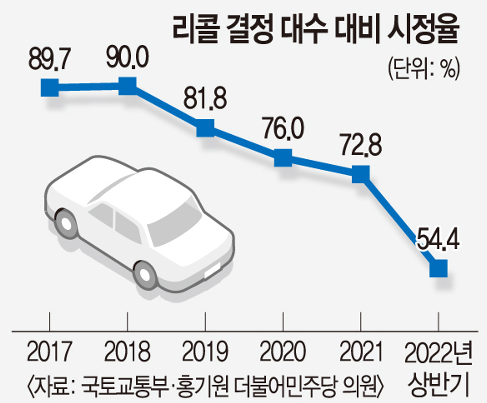 리콜 결정 대수 대비 시정율
(단위: %)
89.7
90.0
81.8
76.0
72.8
54.4
2017 2018 2019 2020 2021 2022년
상반기
〈자료: 국토교통부·홍기원 더불어민주당 의원〉